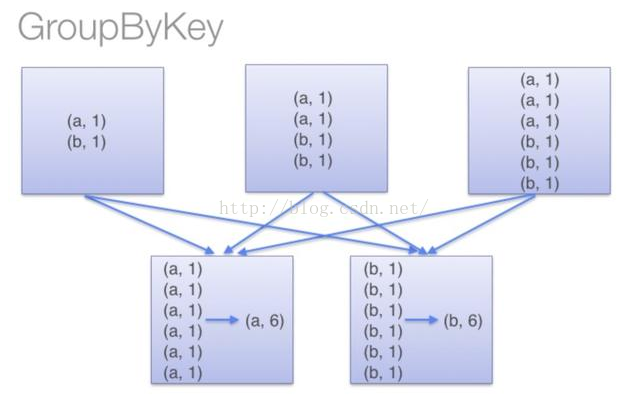 GroupByKey
(a, 1)
(b, 1)
(a, 1)
(a, 1)
(b, 1)
(b, 1)
(a, 1)
(a, 1)
(a, 1)
(b, 1)
(b, 1)
(b, 1)
http://blog.csdn.net/
(a, 1)
(a, 1)
(a, 1)
(a, 1)
(a, 1)
(a, 1)
(a, 6)
(b, 1)
(b, 1)
(b, 1)
(b, 1)
(b, 1)
(b, 1)
(b, 6)